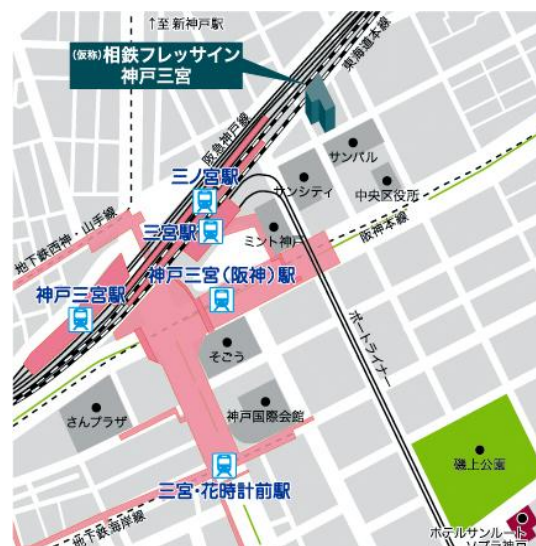 ↑至 新神戸駅
(仮称)相鉄フレッサイン
神戸三宮
東海道本線
阪急神戸線
サンパル
三ノ宮駅
サンシティ
中央区役所
地下鉄西神・山手線
三宮駅
ミント神戸
阪神本線
神戸三宮(阪神)駅
神戸三宮駅
ポートライナー
そごう
さんプラザ
神戸国際会館
磯上公園
三宮・花時計前駅
地下鉄海岸線
ホテルサンルート
ソプラ神戸